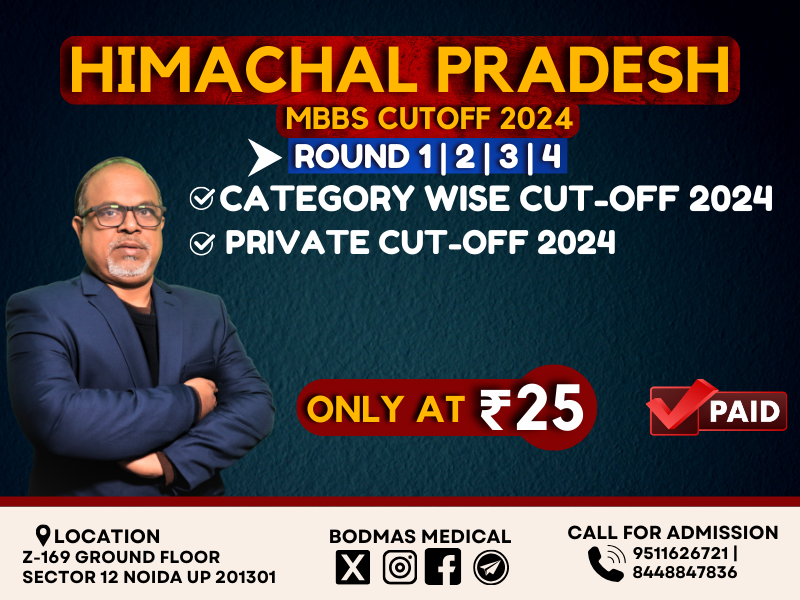 HIMACHAL PRADESH
MBBS CUTOFF 2024
ROUND 1 | 2 | 3 | 4
CATEGORY WISE CUT-OFF 2024
PRIVATE CUT-OFF 2024
ONLY AT ₹25
PAID
LOCATION
Z-169 GROUND FLOOR
SECTOR 12 NOIDA UP 201301
BODMAS MEDICAL
CALL FOR ADMISSION
9511626721 |
8448847836